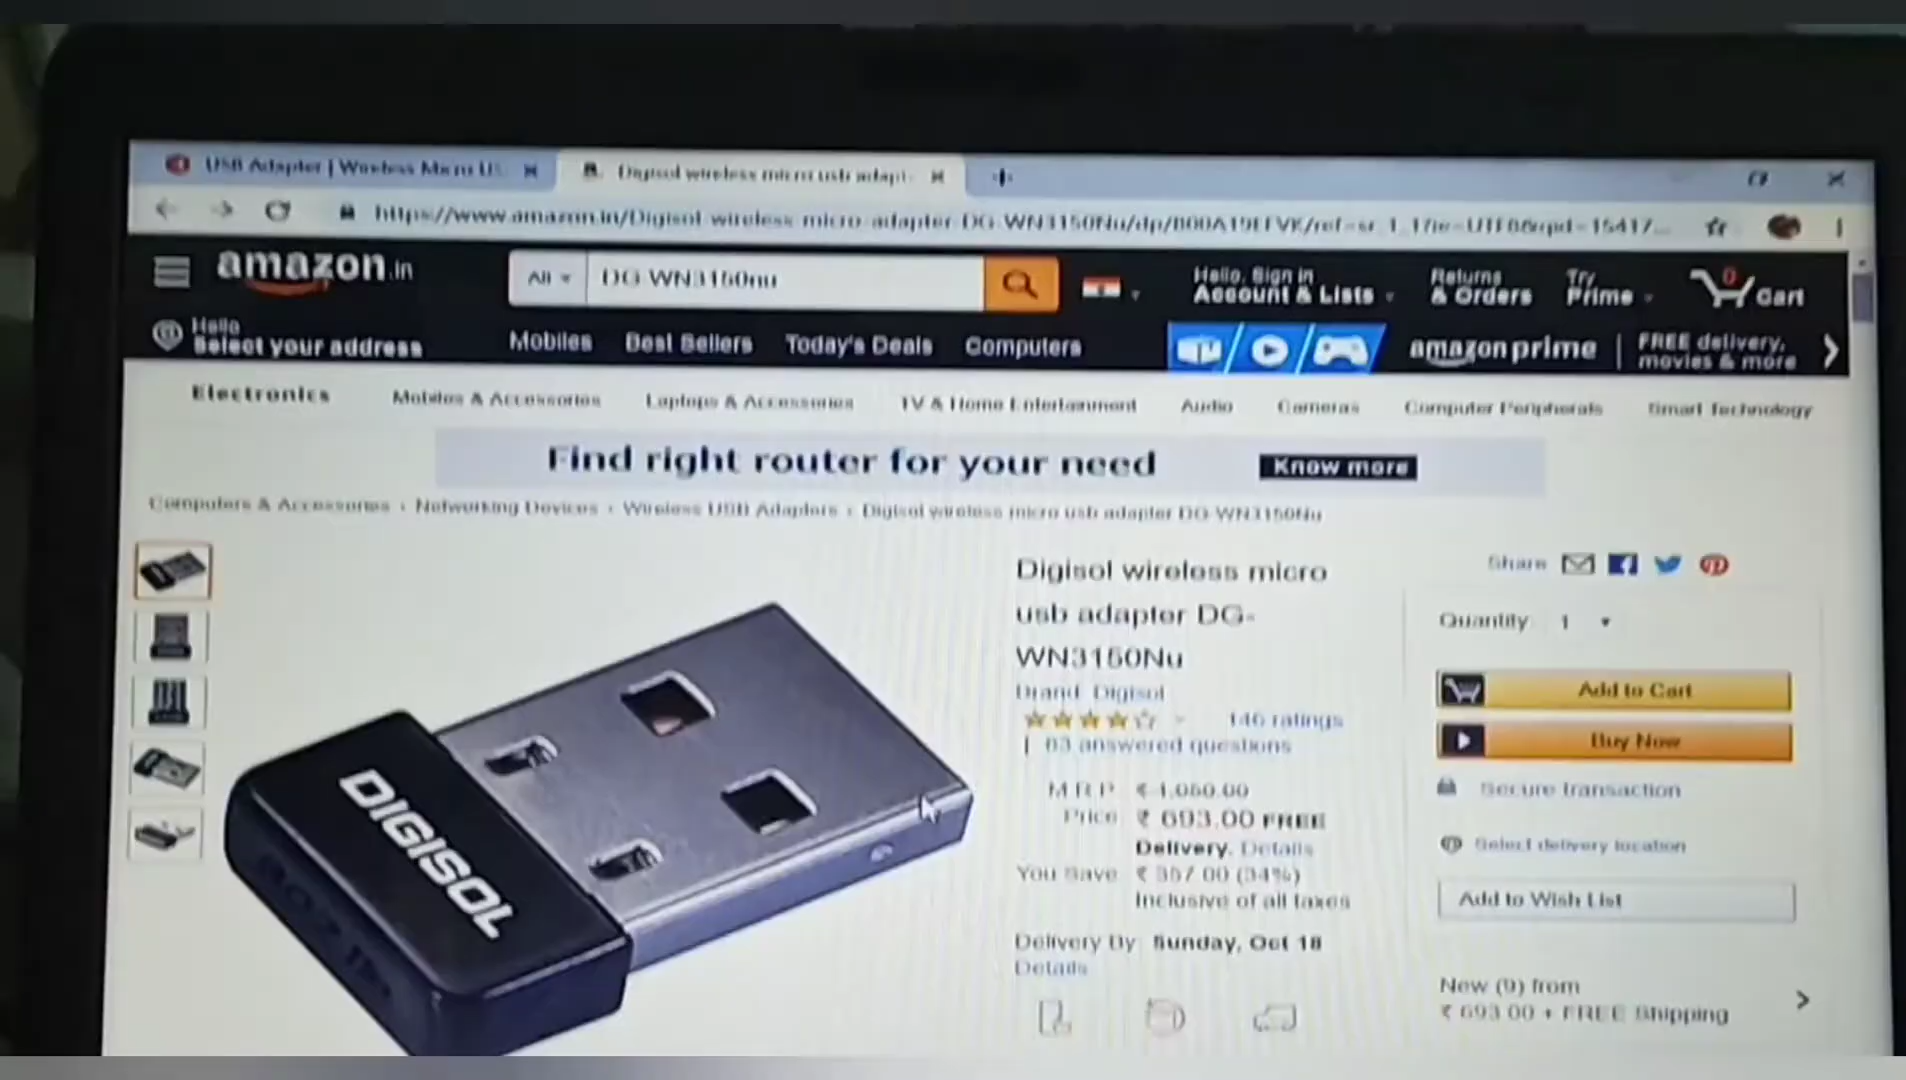 USB Adapter | Wireless Micro US
Digisol wireless micro usb adapt
amazon.in
All
DG WN3150nu
Hello, Sign in
Account & Lists
Returns
& Orders
Try
Prime
0
Cart
Hello
Select your address
Mobiles
Best Sellers
Today's Deals
Computers
amazon prime
FREE delivery,
movies & more
Electronics
Mobiles & Accessories
Laptops & Accessories
TV & Home Entertainment
Audio
Cameras
Computer Peripherals
Smart Technology
Find right router for your need
Know more
Computers & Accessories › Networking Devices › Wireless USB Adapters › Digisol wireless micro usb adapter DG-WN3150Nu
Digisol wireless micro
usb adapter DG-
WN3150Nu
Brand: Digisol
146 ratings
| 63 answered questions
M.R.P.: ₹ 1,050.00
Price: ₹ 693.00 FREE
Delivery. Details
You Save: ₹ 357.00 (34%)
Inclusive of all taxes
Delivery By: Sunday, Oct 18
Details
Share
Quantity: 1
Add to Cart
Buy Now
Secure transaction
Select delivery location
Add to Wish List
New (9) from
₹ 693.00 + FREE Shipping
DIGISOL